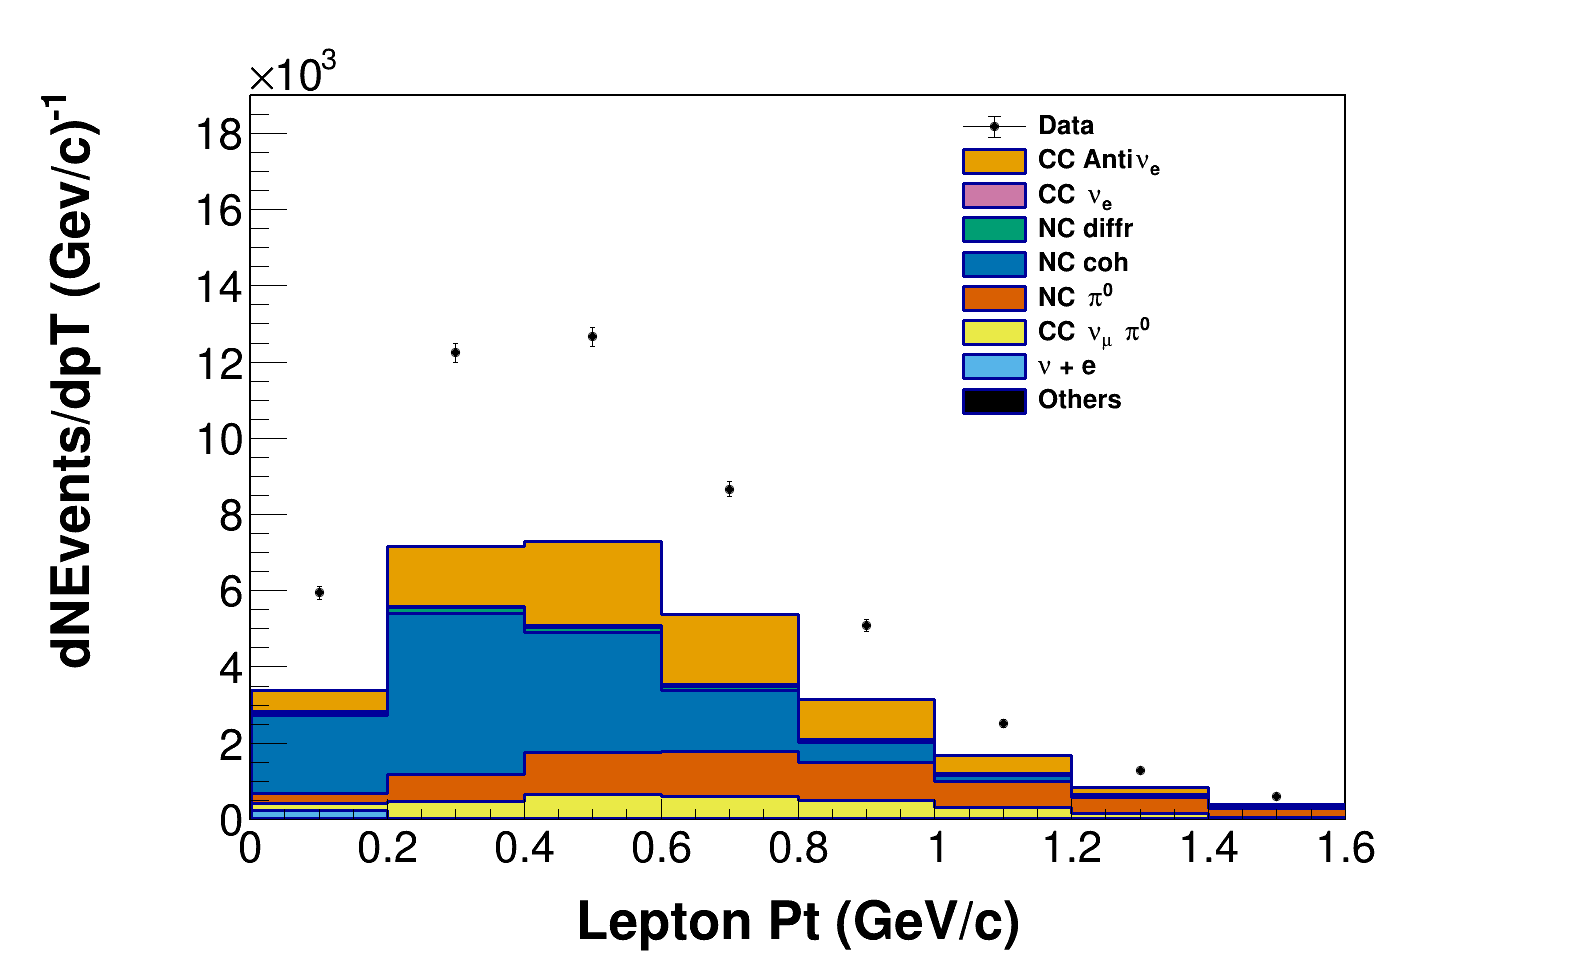 ×10³
18
16
14
12
10
8
6
4
2
0
dNEvents/dpT (Gev/c)⁻¹
Data
CC Anti νe
CC νe
NC diffr
NC coh
NC π⁰
CC νμ π⁰
ν + e
Others
0 0.2 0.4 0.6 0.8 1 1.2 1.4 1.6
Lepton Pt (GeV/c)